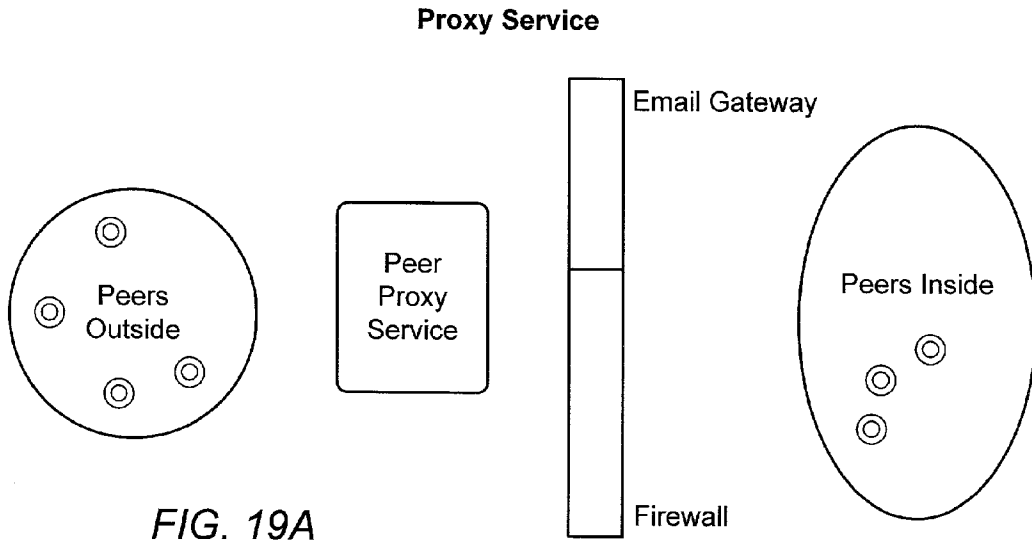 Proxy Service
Email Gateway
Peers
Outside
Peer
Proxy
Service
Peers Inside
Firewall
FIG. 19A